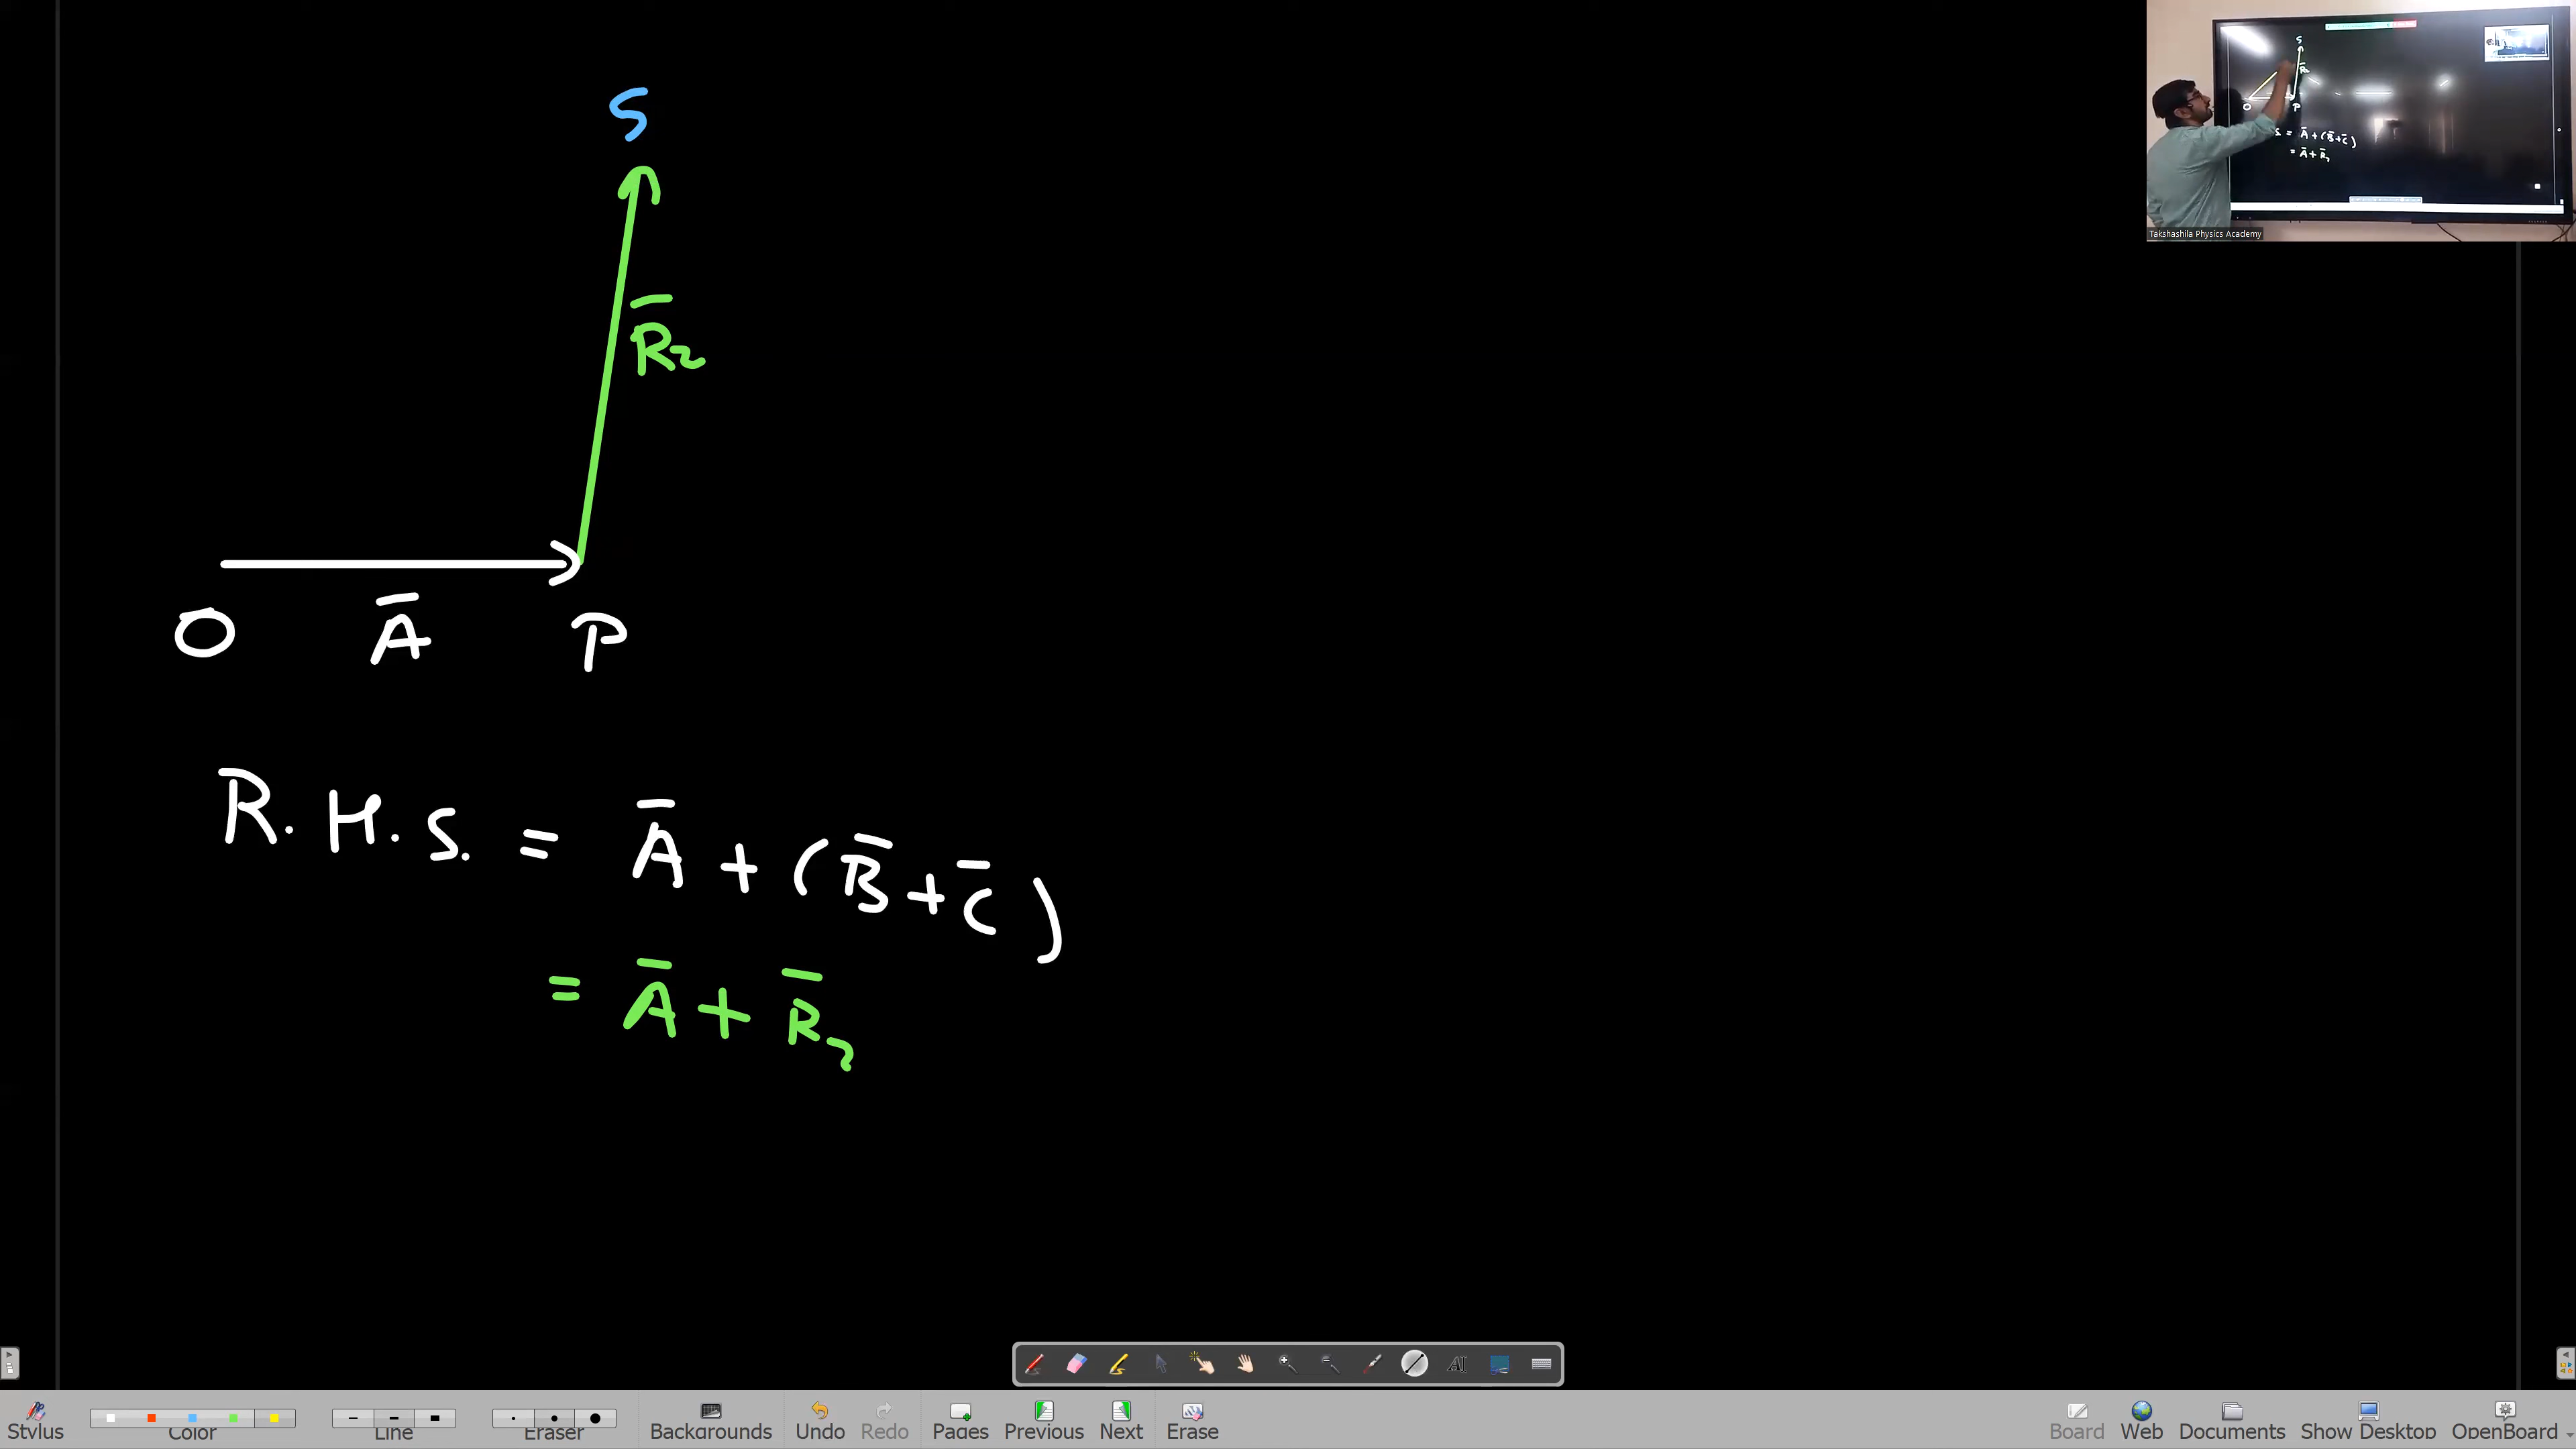 S
R̅₂
O A̅ P
R.H.S. = A̅ + (B̅ + C̅)
= A̅ + R̅₂
Takshashila Physics Academy
Stylus Color Line Eraser Backgrounds Undo Redo Pages Previous Next Erase Board Web Documents Show Desktop OpenBoard